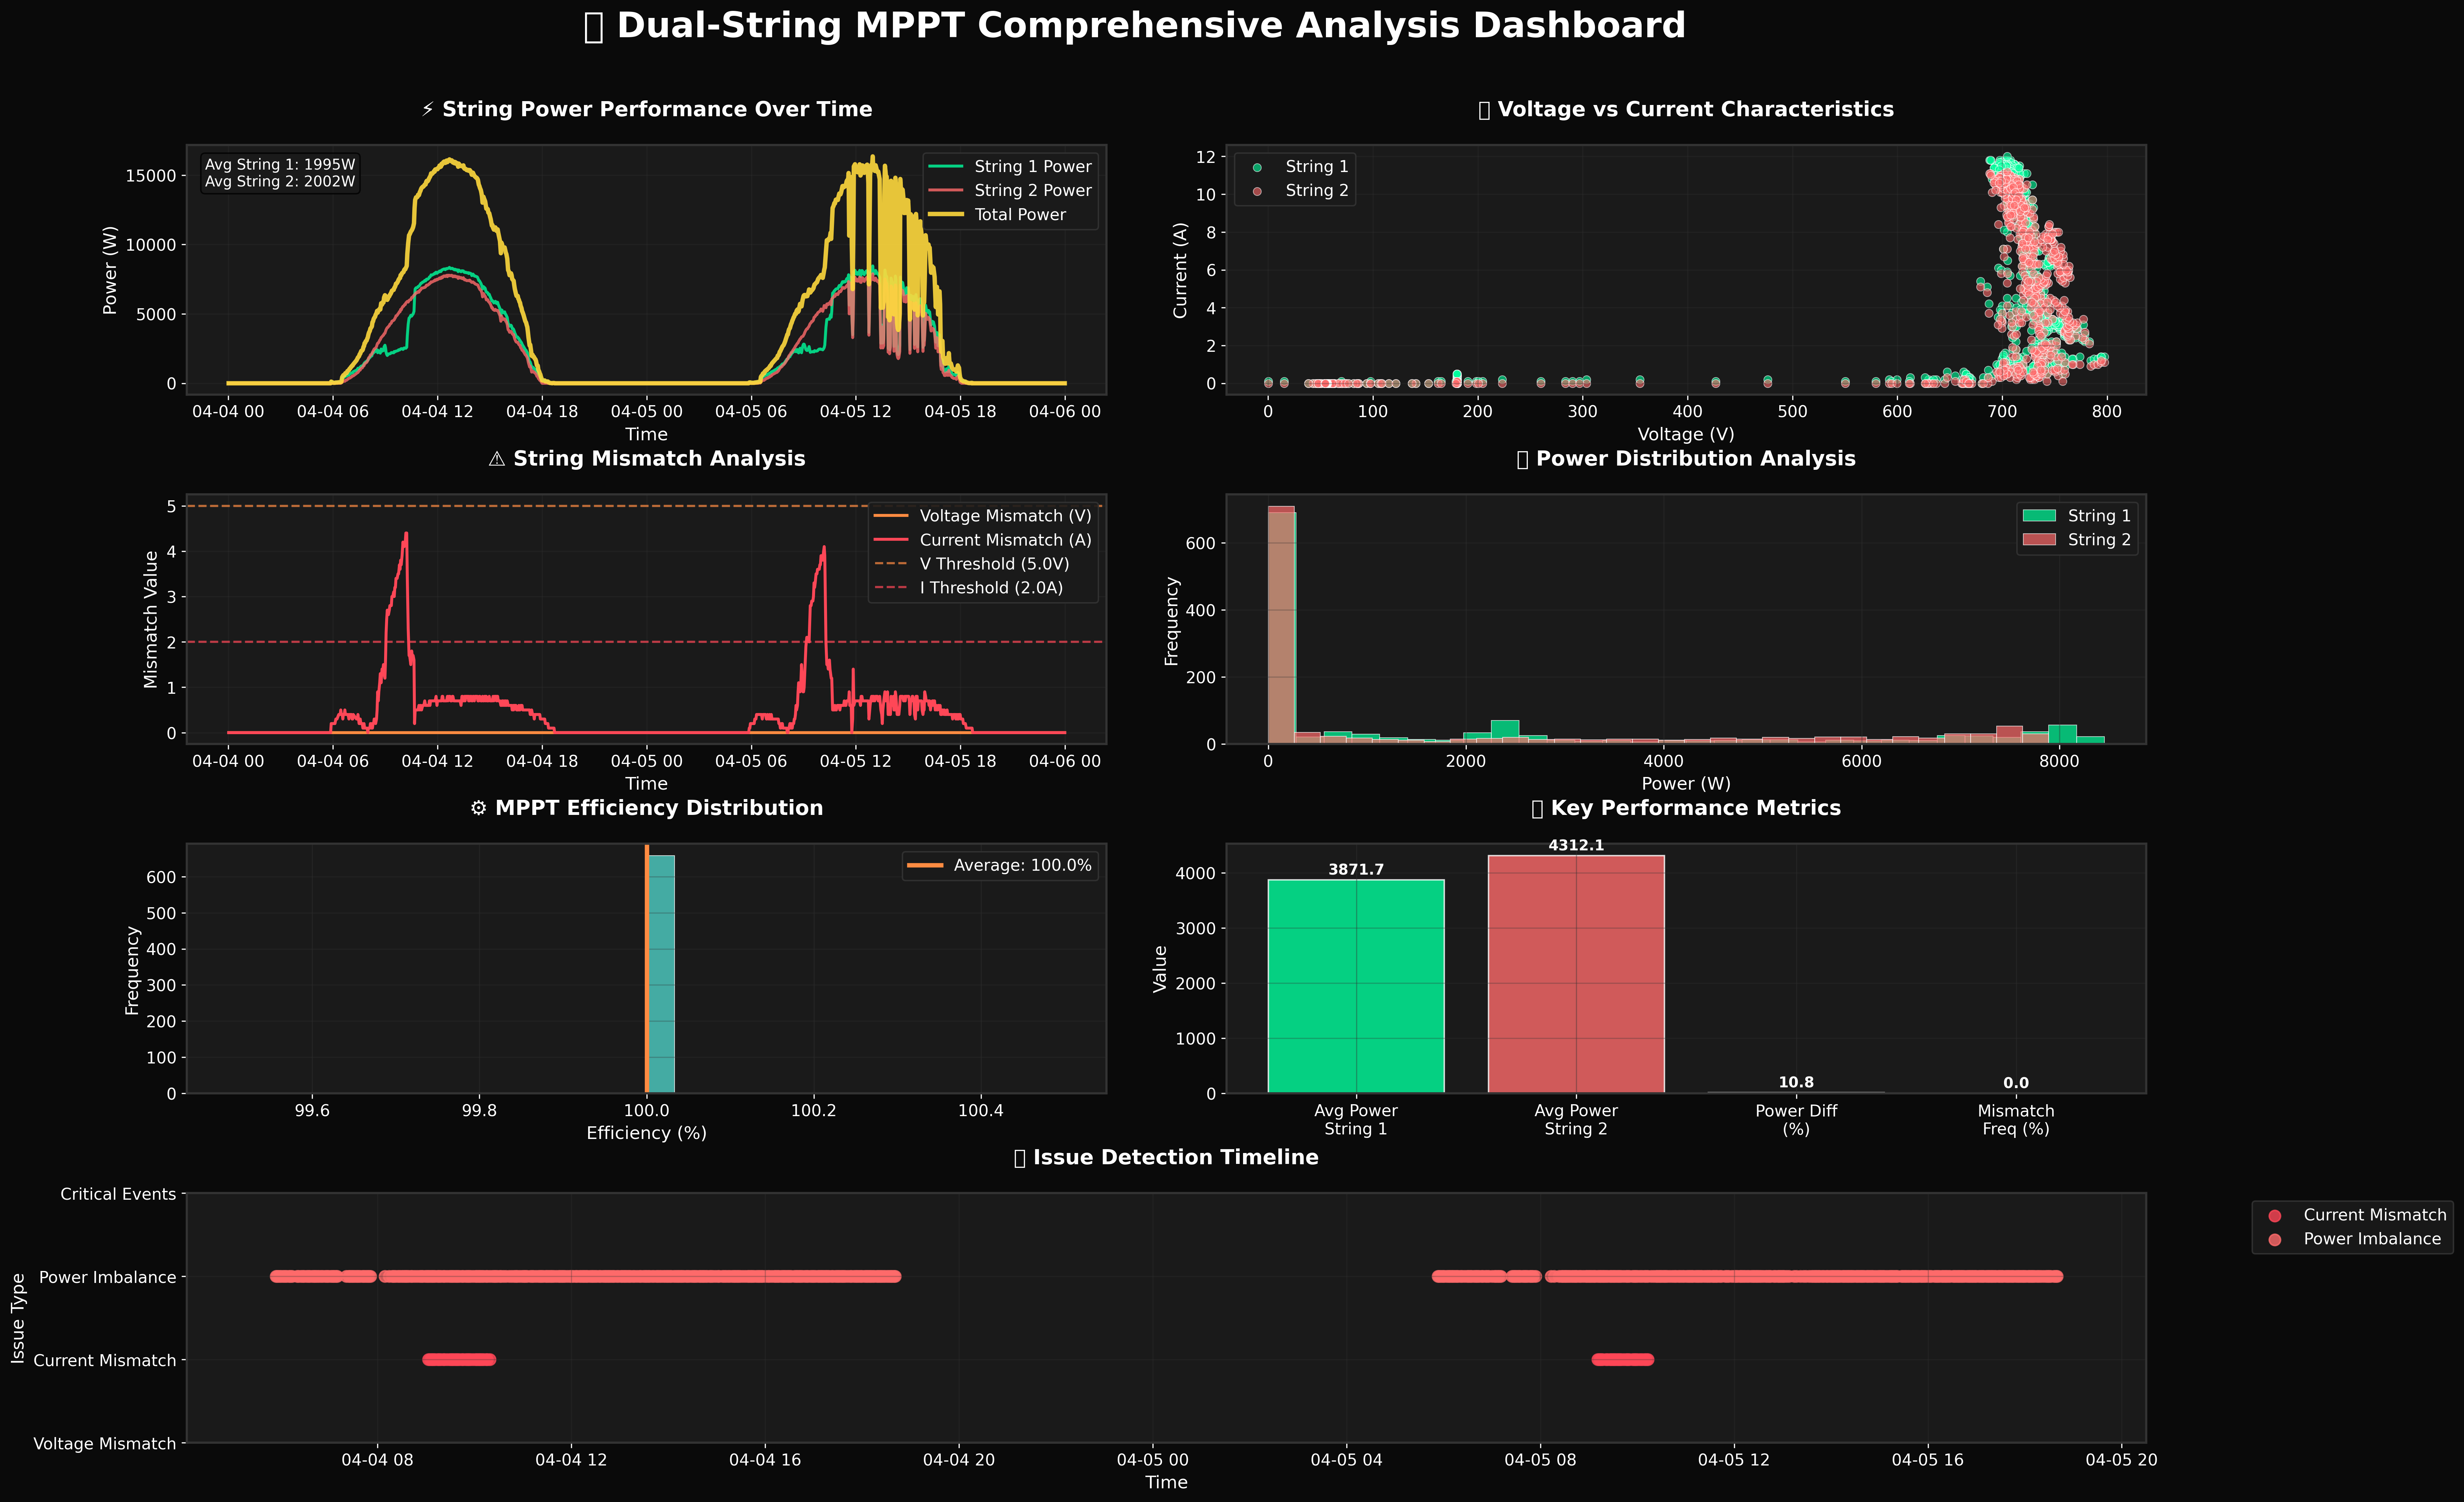 Dual-String MPPT Comprehensive Analysis Dashboard
⚡ String Power Performance Over Time
Avg String 1: 1995W
Avg String 2: 2002W
String 1 Power
String 2 Power
Total Power
Power (W)
15000
10000
5000
0
04-04 00
04-04 06
04-04 12
04-04 18
04-05 00
04-05 06
04-05 12
04-05 18
04-06 00
Time
Voltage vs Current Characteristics
String 1
String 2
Current (A)
12
10
8
6
4
2
0
0
100
200
300
400
500
600
700
800
Voltage (V)
⚠ String Mismatch Analysis
Voltage Mismatch (V)
Current Mismatch (A)
V Threshold (5.0V)
I Threshold (2.0A)
Mismatch Value
5
4
3
2
1
0
04-04 00
04-04 06
04-04 12
04-04 18
04-05 00
04-05 06
04-05 12
04-05 18
04-06 00
Time
Power Distribution Analysis
String 1
String 2
Frequency
600
400
200
0
0
2000
4000
6000
8000
Power (W)
⚙ MPPT Efficiency Distribution
Average: 100.0%
Frequency
600
500
400
300
200
100
0
99.6
99.8
100.0
100.2
100.4
Efficiency (%)
Key Performance Metrics
Value
4000
3000
2000
1000
0
3871.7
4312.1
10.8
0.0
Avg Power
String 1
Avg Power
String 2
Power Diff
(%)
Mismatch
Freq (%)
Issue Detection Timeline
Issue Type
Critical Events
Power Imbalance
Current Mismatch
Voltage Mismatch
Current Mismatch
Power Imbalance
04-04 08
04-04 12
04-04 16
04-04 20
04-05 00
04-05 04
04-05 08
04-05 12
04-05 16
04-05 20
Time